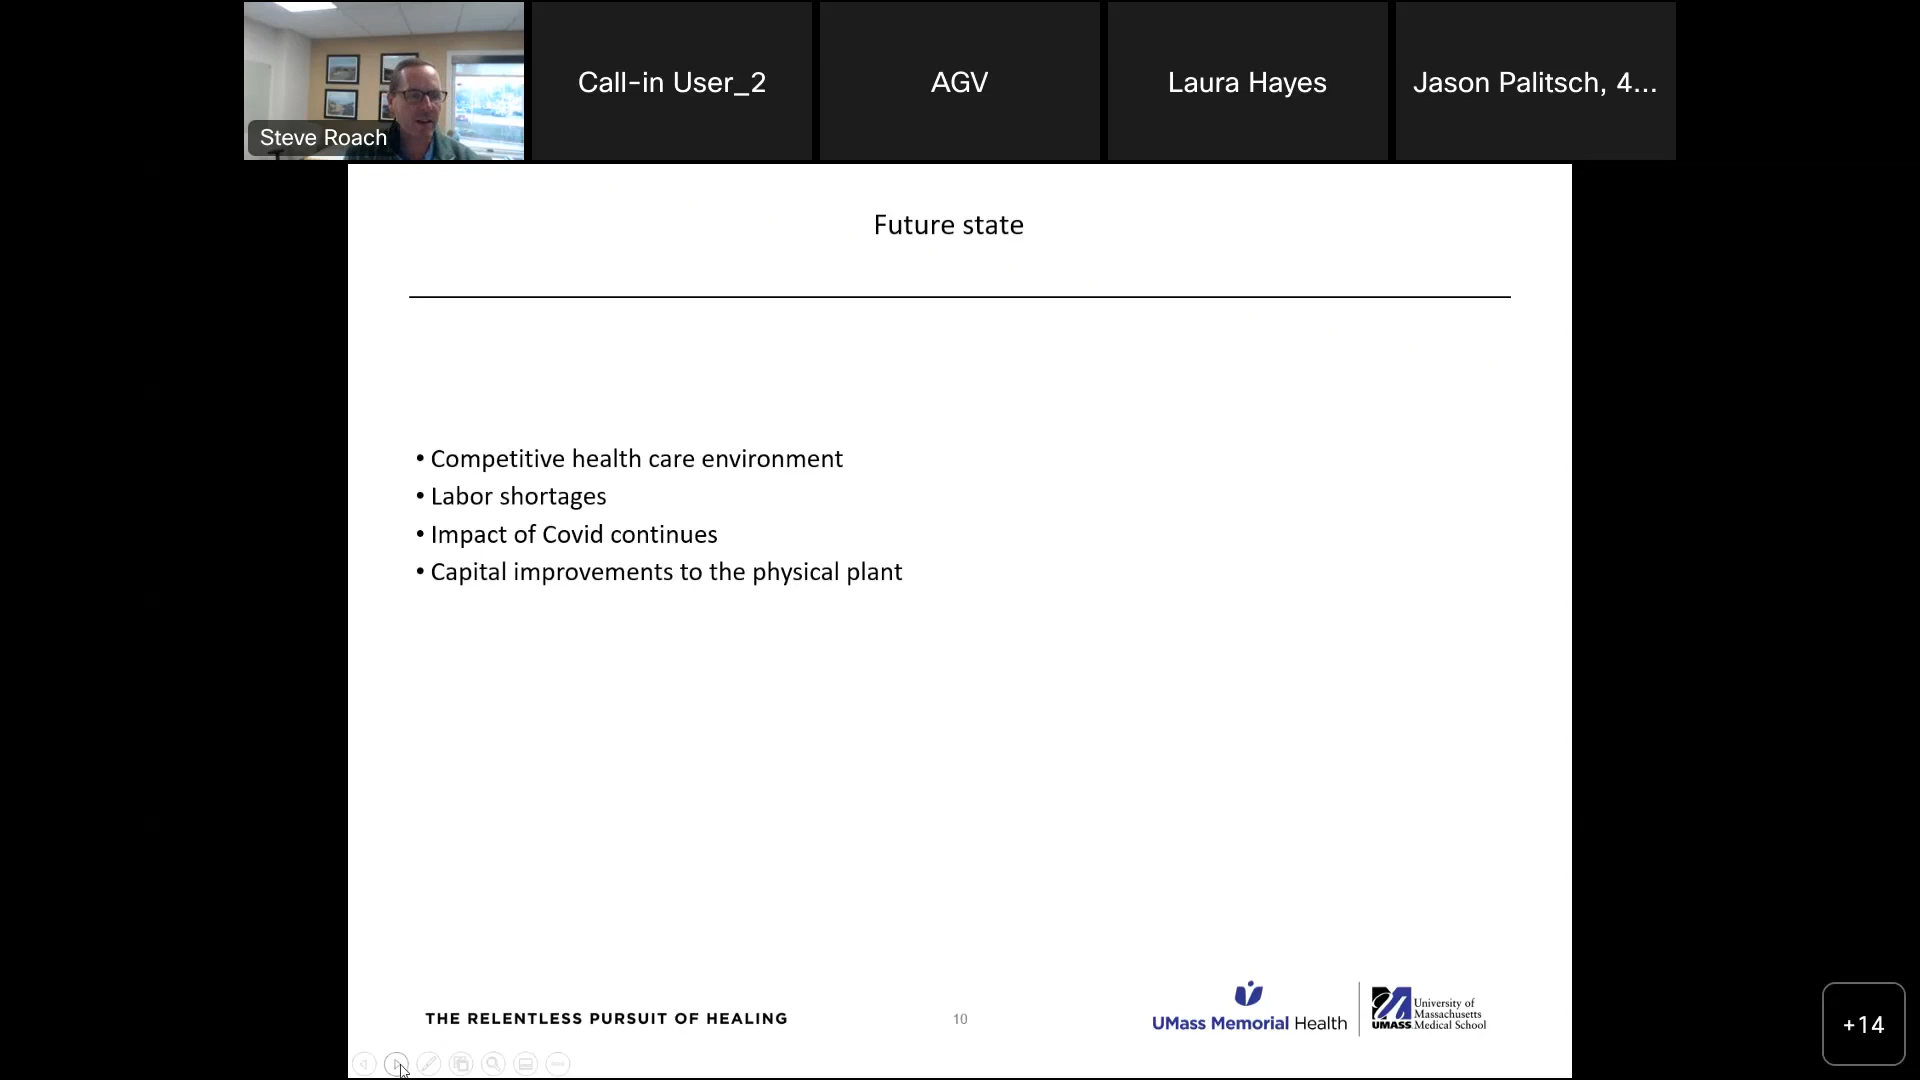 Steve Roach
Call-in User_2
AGV
Laura Hayes
Jason Palitsch, 4...
Future state
• Competitive health care environment
• Labor shortages
• Impact of Covid continues
• Capital improvements to the physical plant
THE RELENTLESS PURSUIT OF HEALING
10
UMass Memorial Health
UMASS
University of
Massachusetts
Medical School
+14